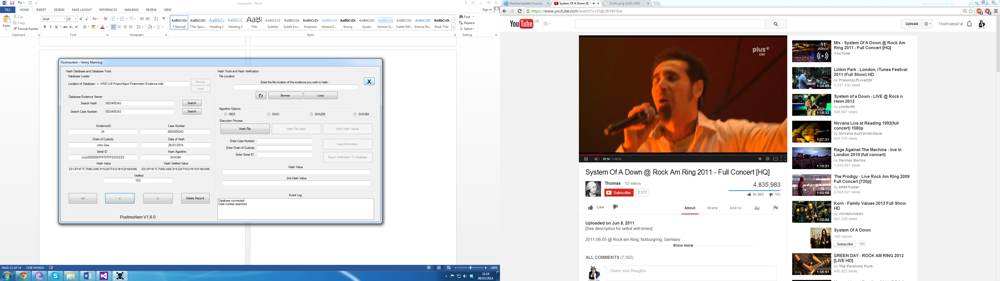 Userguide - Word
Sign in
FILE HOME INSERT DESIGN PAGE LAYOUT REFERENCES MAILINGS REVIEW VIEW
Paste
Cut
Copy
Format Painter
Clipboard
Arial 12
Font
Paragraph
AaBbCcDc AaBbCcDc AaBbCc AaBbCcD AaBl AaBbCcD AaBbCcDt AaBbCcDt AaBbCcDt AaBbCcDc AaBbCcDt AaBbCcDt AABBCCDE AABBCCDE AaBbCcDt
¶ Normal ¶ No Spac... Heading 1 Heading 2 Title Subtitle Subtle Em... Emphasis Intense E... Strong Quote Intense Q... Subtle Ref... Intense Re... Book Title
Styles
Find
Replace
Select
Editing
Postmortem - Henry Manning
Hash Database and Database Tools
Database Loader
Location of Database: L:\HND\U4\ProjectAlgos\Postmortem\Evidence.mdb
Browse
Load
Database Evidence Viewer
Search Hash: 0003455343 Search
Search Case Number: 0003455343 Search
EvidenceID Case Number
24 0003455343
Chain of Custody Date of Hash
John Doe 29/01/2014
Serial ID Hash Algorithm
JJJJJ555555FFFFFFFFFSSSSSSS SHA384
Hash Value Hash Verified Value
E612FF4F7C7586CA86C9152287F8321B152FABA896 E612FF4F7C7586CA86C9152287F8321B152FABA896
Verified
YES
<< < > Delete Record
Postmortem V1.6.0
Hash Tools and Hash Verification
File Location
Enter the file location of the evidence you wish to hash -
X
Browse Load
Algorithm Options
MD5 SHA1 SHA256 SHA384
Execution Process
Hash File Hash File Again Verify Hash Values
Enter Case Number:
Enter Chain of Custody:
Enter Serial ID:
Input Information
Export Verification To Database
Hash Value
2nd Hash Value
Event Log
Database connected
Case number searched
PAGE 13 OF 14 1358 WORDS
100%
21:18
08/03/2014
NextGenUpdate Forums
System Of A Down @ R
7nSAv.png (1243×635)
https://www.youtube.com/watch?v=Dqb2KY6F4iw
YouTube GB
Upload
ThisPirateIsFat
plus
LIVE
10:14 / 1:28:02
System Of A Down @ Rock Am Ring 2011 - Full Concert [HQ]
Thomas · 52 videos
Subscribe 2,577
4,835,983
36,985 783
Like
About Share Add to
Uploaded on Jun 8, 2011
[See description for setlist with times]
2011-06-05 @ Rock am Ring, Nürburgring, Germany
Show more
ALL COMMENTS (7,382)
Share your thoughts
51
videos
Mix - System Of A Down @ Rock Am
Ring 2011 - Full Concert [HQ]
YouTube
1:34:00
Linkin Park - London, iTunes Festival
2011 (Full Show) HD
by PheonixLPLive220
3,337,436 views
1:18:33
System of a Down - LIVE @ Rock n
Heim 2013
by croller89
508,967 views
1:37:31
Nirvana Live at Reading 1992(full
concert) 1080p
by Nirvana Kurt-Krist-Dave
650,725 views
1:10:21
Rage Against The Machine - live in
London 2010 (full concert)
by Denner Barros
1,435,681 views
1:03:55
The Prodigy - Live Rock Am Ring 2009
Full Concert [720p]
by DRMTrader
2,004,821 views
1:32:54
Korn - Family Values 2013 Full Show
HD
by vovadunayev
407,229 views
System Of A Down
160 videos
Subscribe 36K
1:35:51
GREEN DAY - ROCK AM RING 2013
[LIVE HD]
by The Paranoid Punk
495,822 views